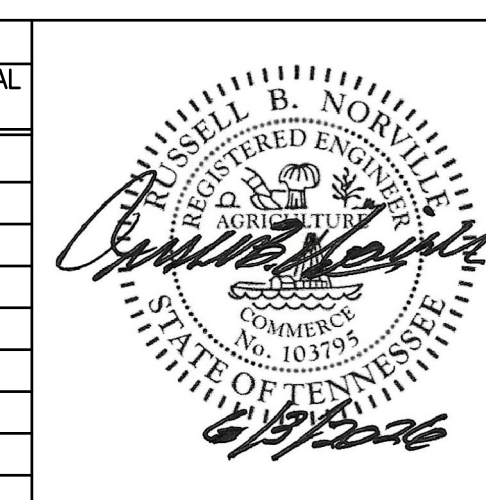 AL
RUSSELL B. NORVILLE
REGISTERED ENGINEER
AGRICULTURE
COMMERCE
No. 103795
STATE OF TENNESSEE
6/3/2026